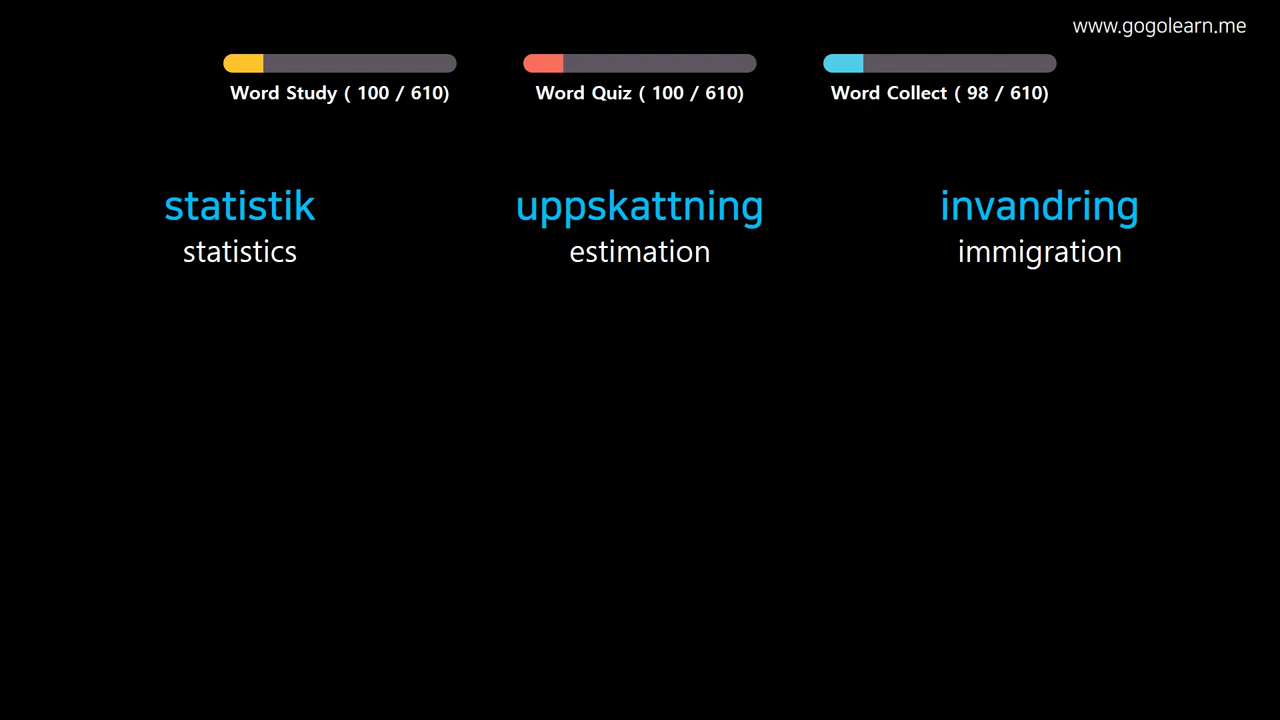 www.gogolearn.me
Word Study ( 100 / 610)
Word Quiz ( 100 / 610)
Word Collect ( 98 / 610)
statistik
statistics
uppskattning
estimation
invandring
immigration